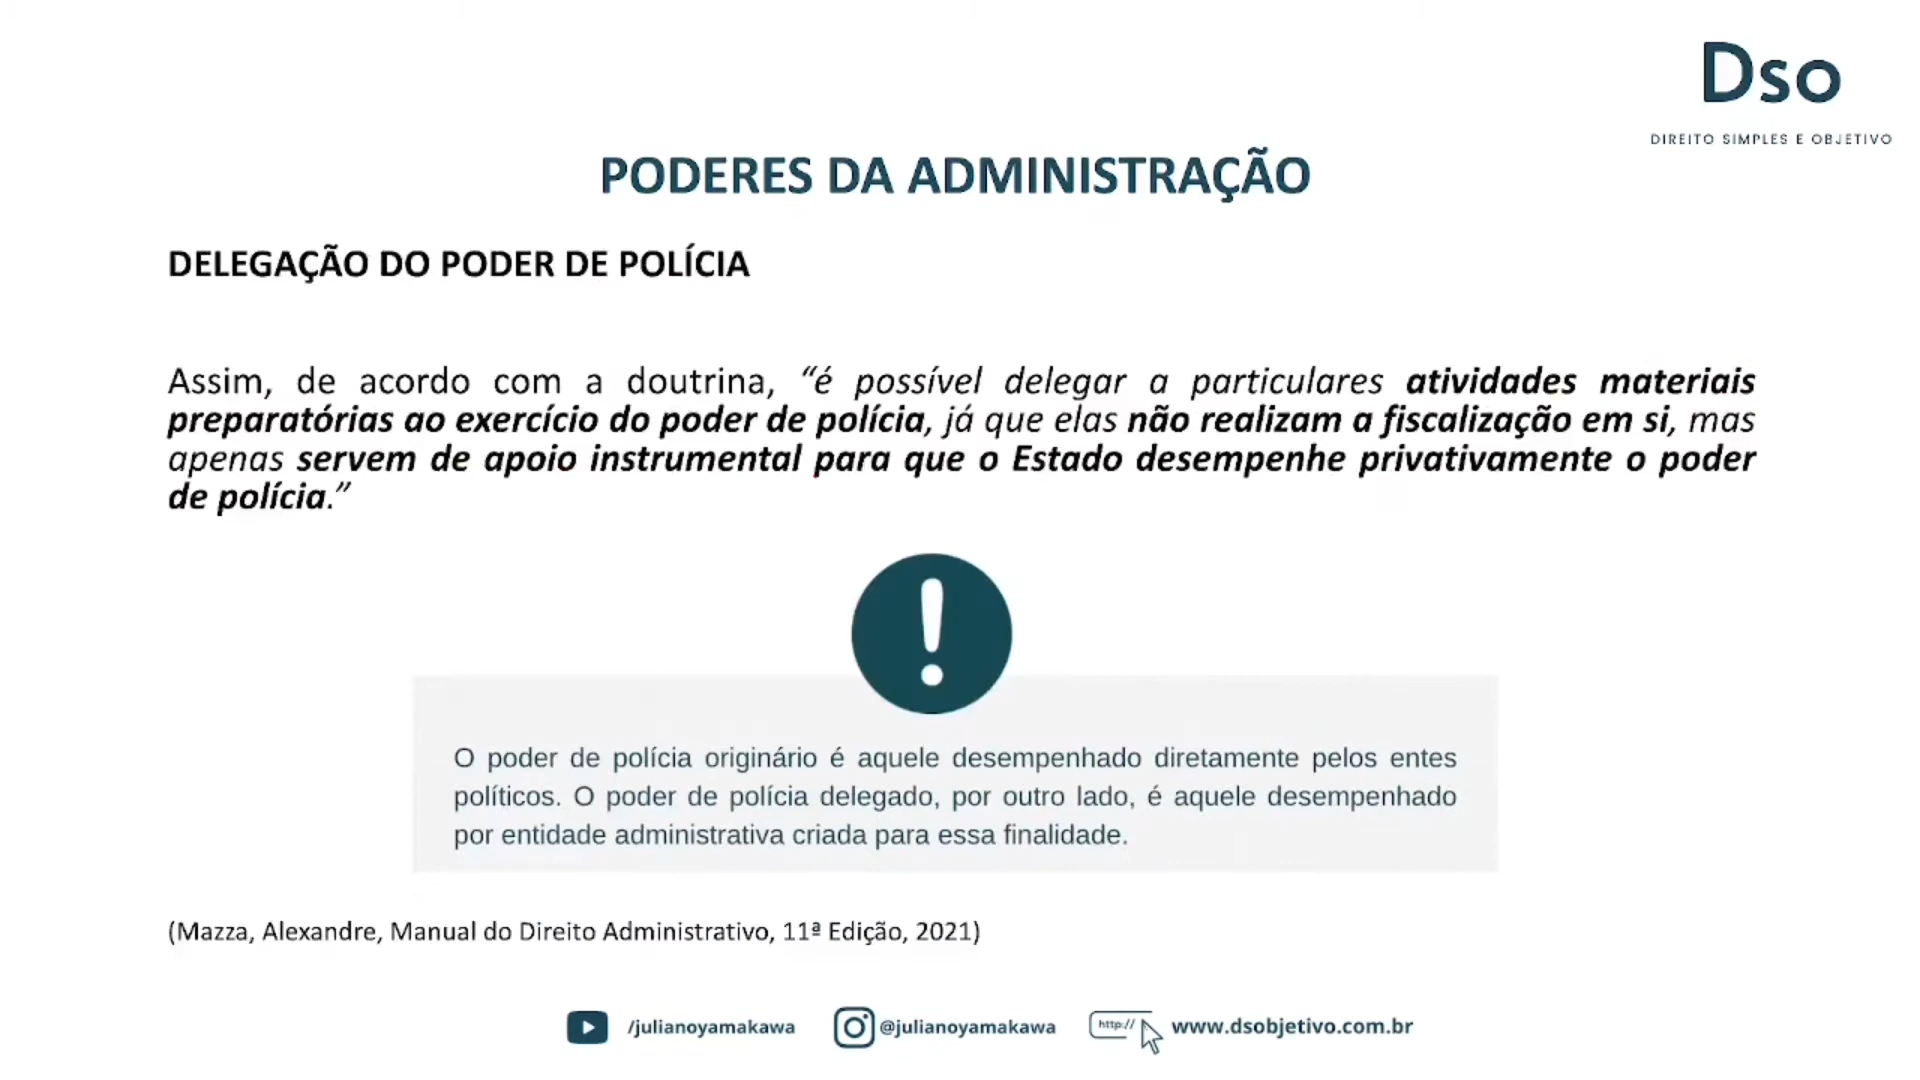 Dso
DIREITO SIMPLES E OBJETIVO
PODERES DA ADMINISTRAÇÃO
DELEGAÇÃO DO PODER DE POLÍCIA
Assim, de acordo com a doutrina, “é possível delegar a particulares atividades materiais
preparatórias ao exercício do poder de polícia, já que elas não realizam a fiscalização em si, mas
apenas servem de apoio instrumental para que o Estado desempenhe privativamente o poder
de polícia.”
O poder de polícia originário é aquele desempenhado diretamente pelos entes
políticos. O poder de polícia delegado, por outro lado, é aquele desempenhado
por entidade administrativa criada para essa finalidade.
(Mazza, Alexandre, Manual do Direito Administrativo, 11ª Edição, 2021)
/julianoyamakawa @julianoyamakawa http:// www.dsobjetivo.com.br